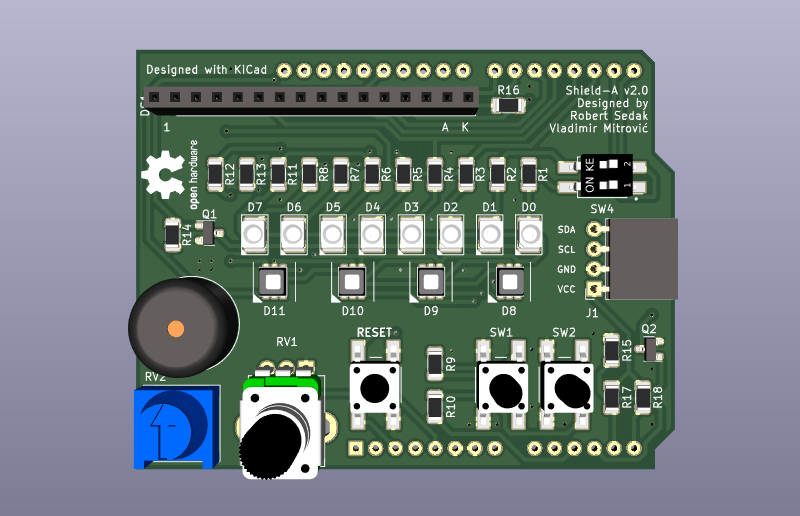 Designed with KiCad
R16
Shield-A v2.0
Designed by
Robert Sedak
Vladimir Mitrović
1
A K
open hardware
R12 R13 R11 R8 R7 R6 R5 R4 R3 R2 R1
ON KE
1 2
SW4
Q1
R14
D7 D6 D5 D4 D3 D2 D1 D0
SDA
SCL
GND
VCC
J1
D11 D10 D9 D8
RV1
RESET
SW1
SW2
Q2
R9
R15
RV2
R10
R17
R18